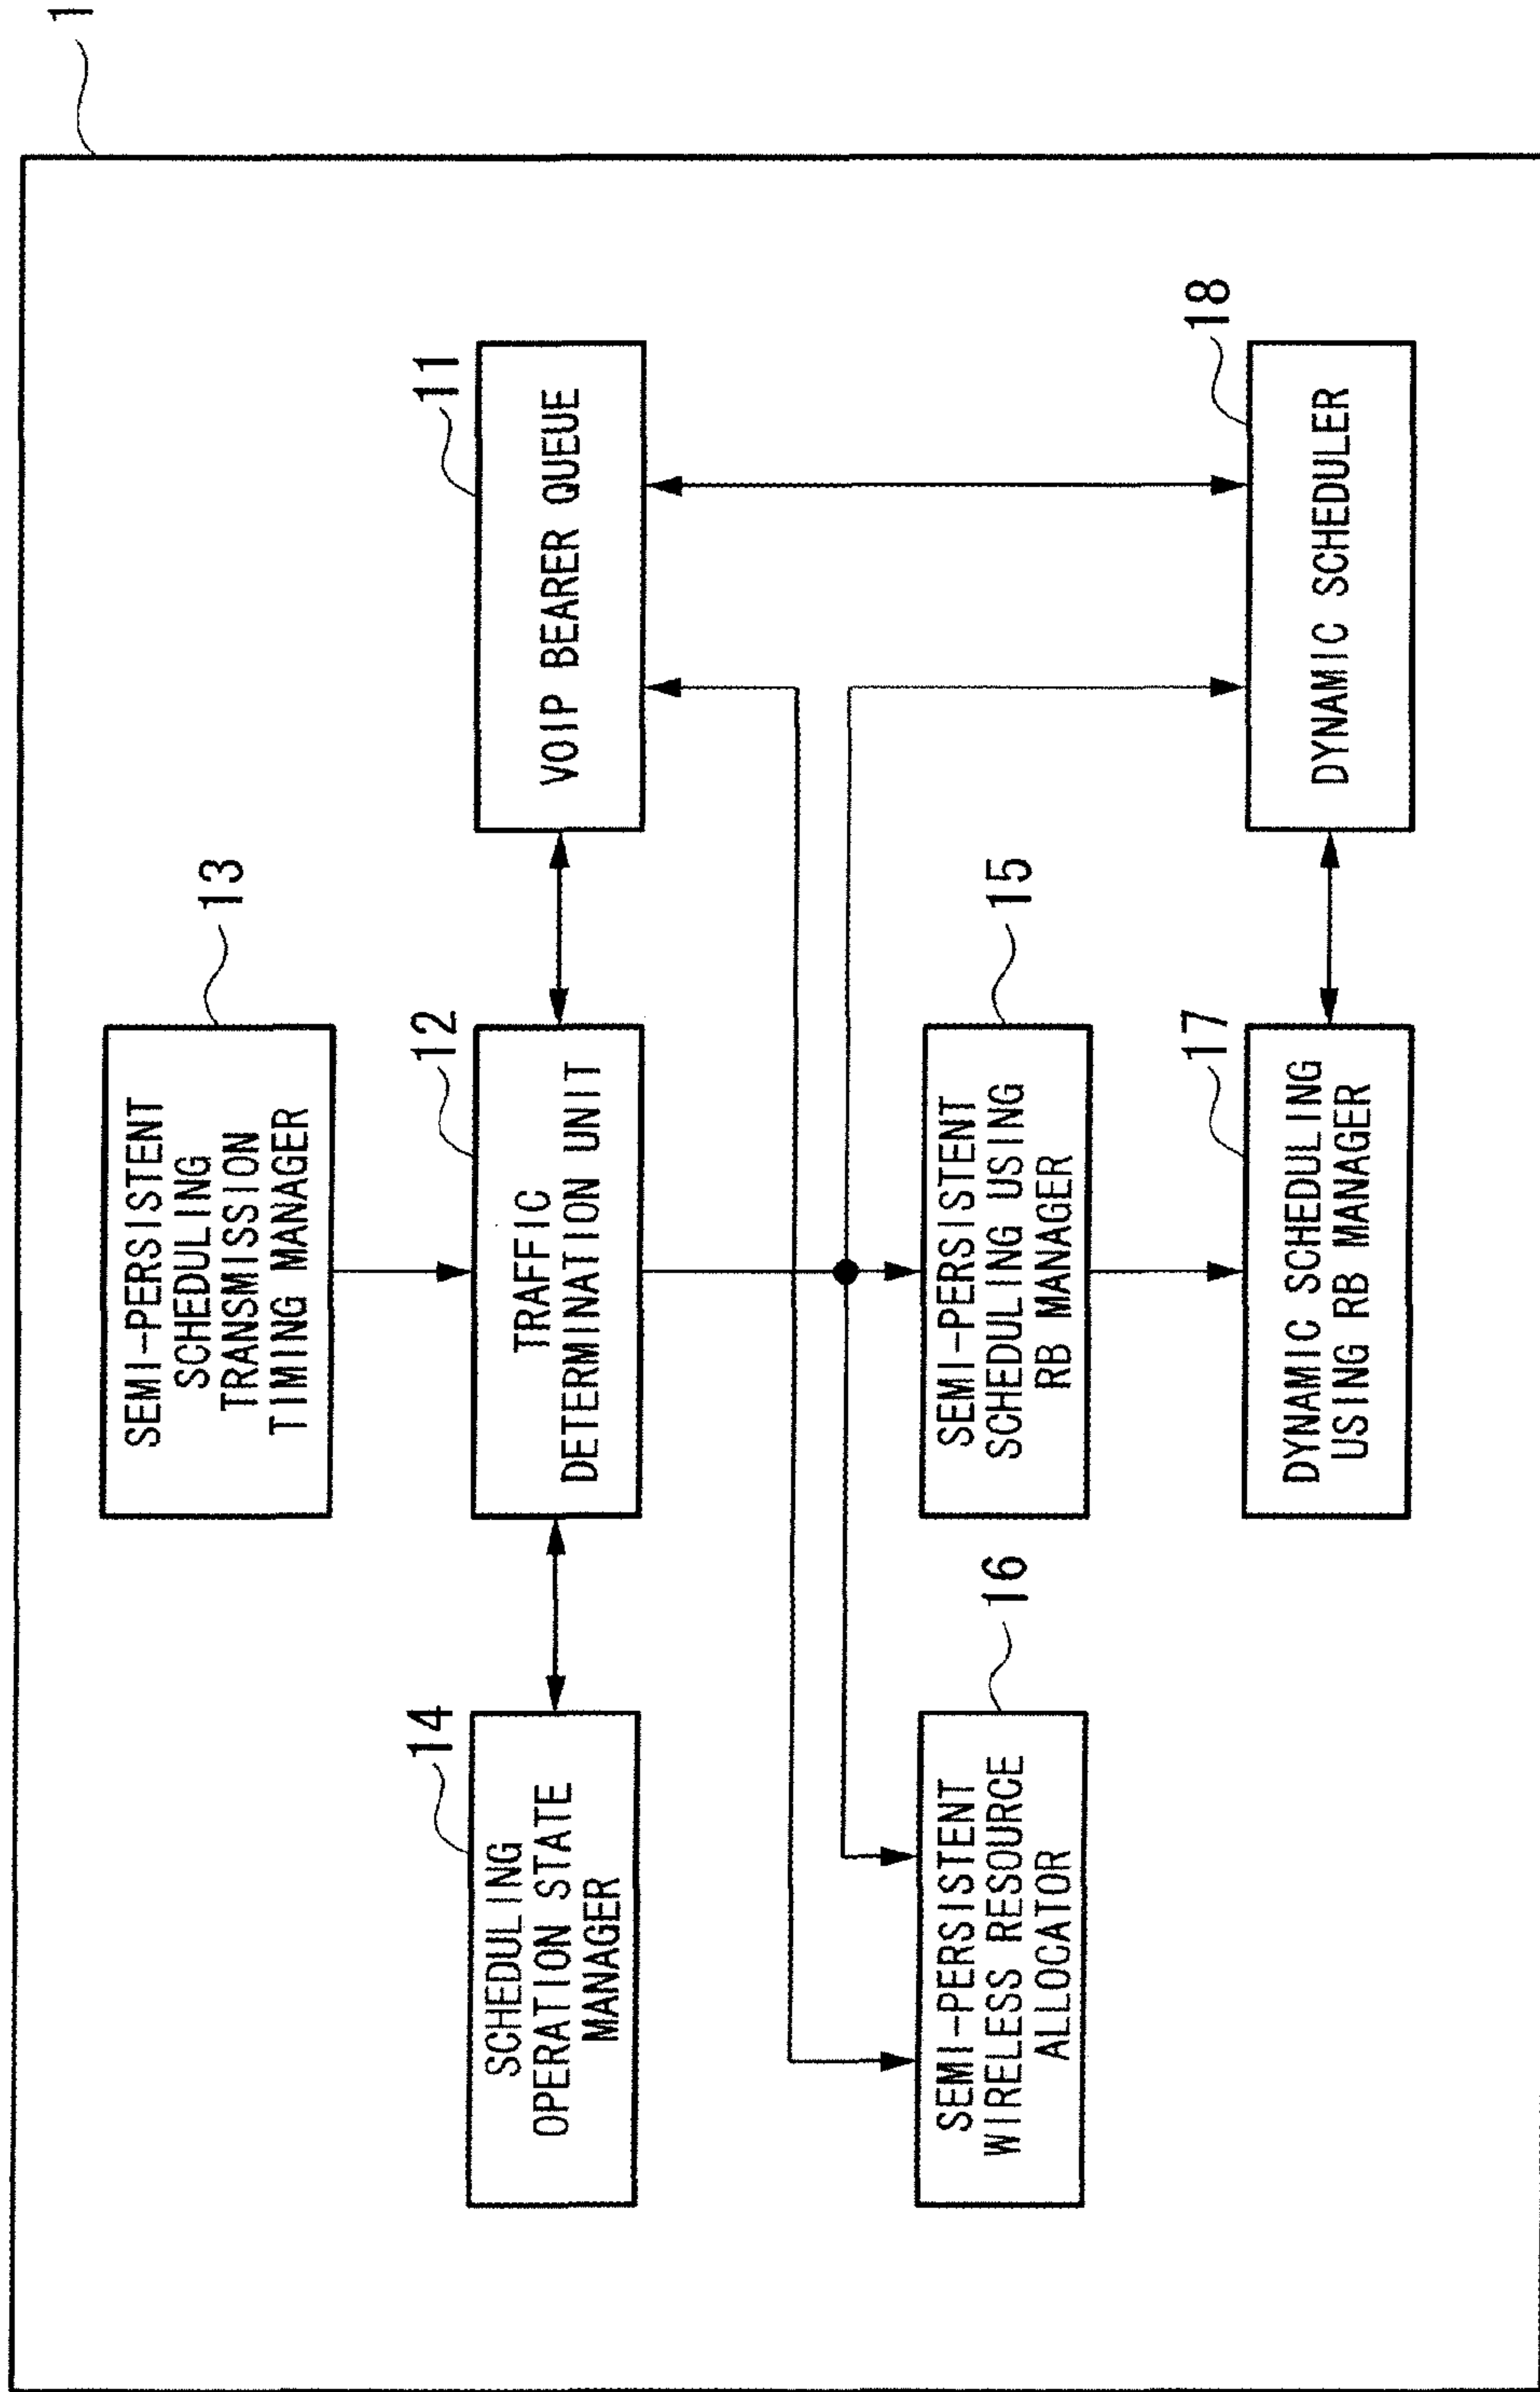 1
13
SEMI-PERSISTENT
SCHEDULING
TRANSMISSION
TIMING MANAGER
14
SCHEDULING
OPERATION STATE
MANAGER
12
TRAFFIC
DETERMINATION UNIT
11
VOIP BEARER QUEUE
16
SEMI-PERSISTENT
WIRELESS RESOURCE
ALLOCATOR
15
SEMI-PERSISTENT
SCHEDULING USING
RB MANAGER
17
DYNAMIC SCHEDULING
USING RB MANAGER
18
DYNAMIC SCHEDULER